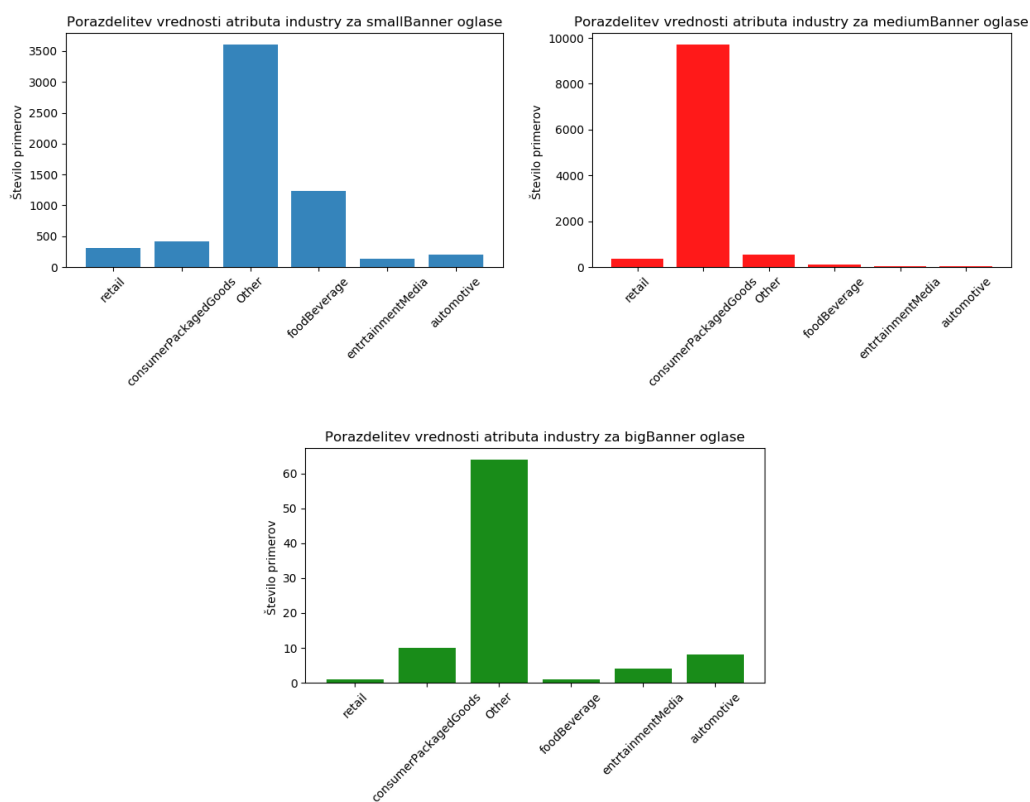 Porazdelitev vrednosti atributa industry za smallBanner oglase
3500
3000
2500
2000
1500
1000
500
0
Število primerov
retail
consumerPackagedGoods
Other
foodBeverage
entrtainmentMedia
automotive
Porazdelitev vrednosti atributa industry za mediumBanner oglase
10000
8000
6000
4000
2000
0
Število primerov
retail
consumerPackagedGoods
Other
foodBeverage
entrtainmentMedia
automotive
Porazdelitev vrednosti atributa industry za bigBanner oglase
60
50
40
30
20
10
0
Število primerov
retail
consumerPackagedGoods
Other
foodBeverage
entrtainmentMedia
automotive